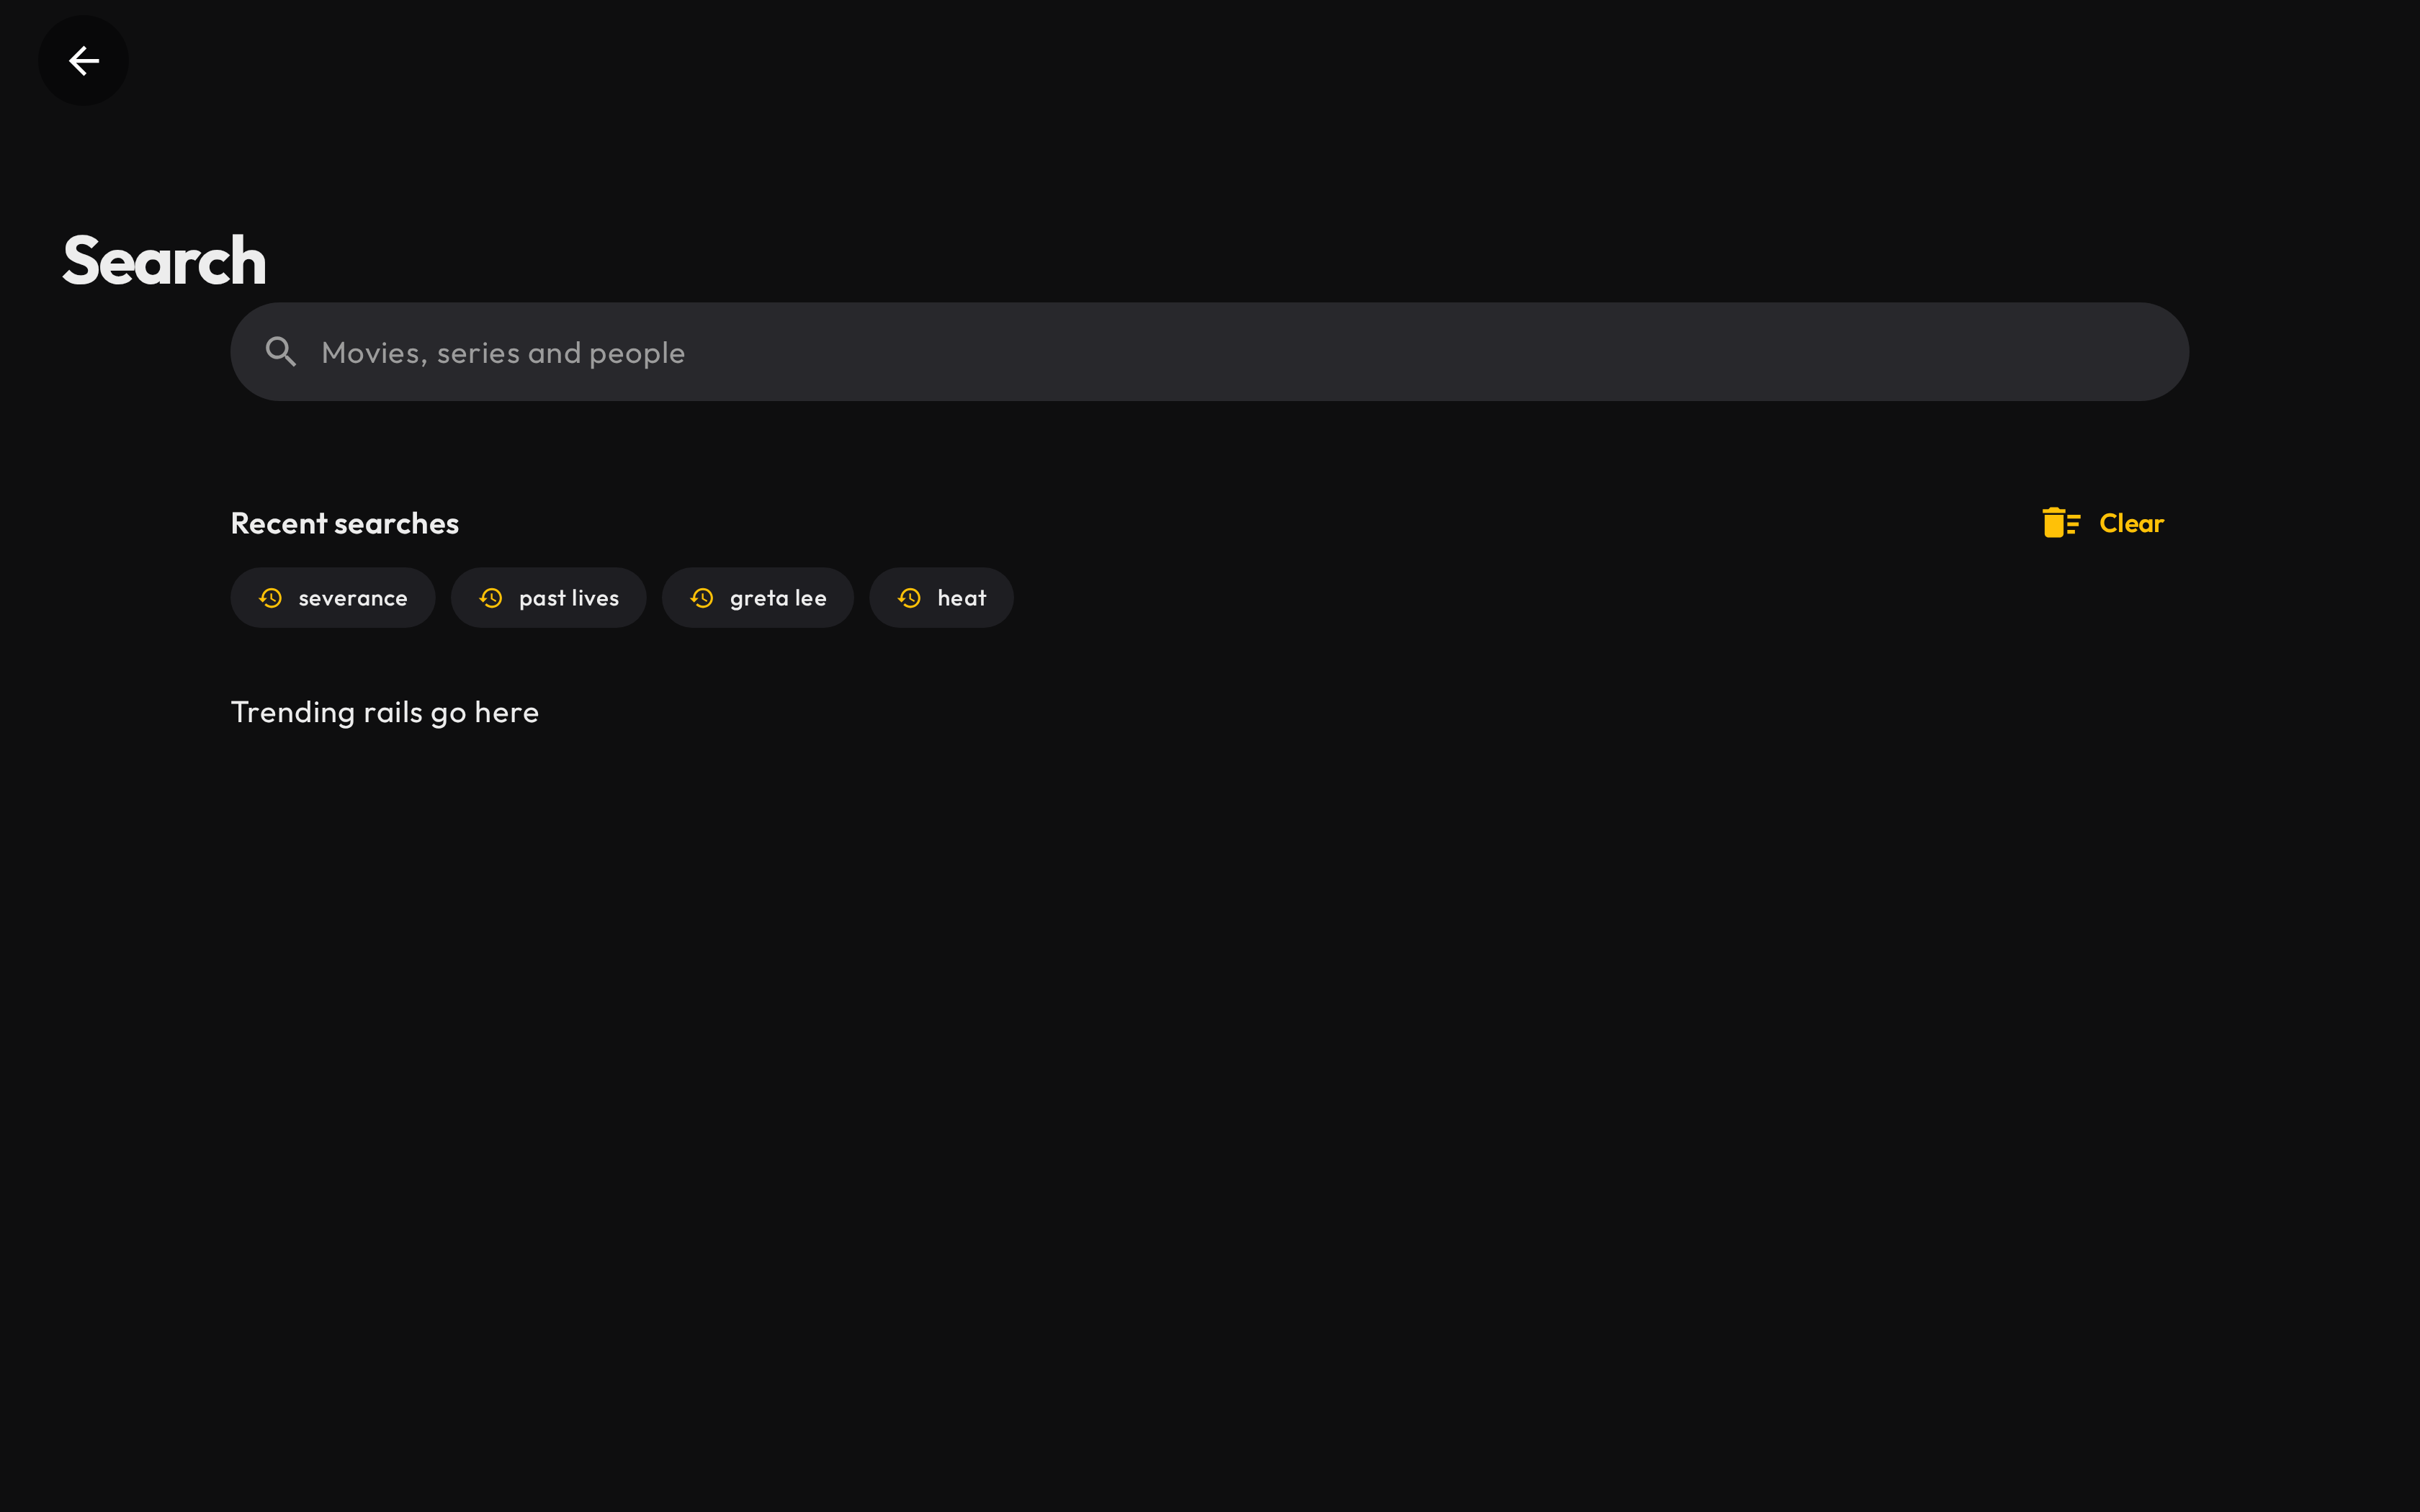 Search
Movies, series and people
Recent searches
Clear
severance
past lives
greta lee
heat
Trending rails go here